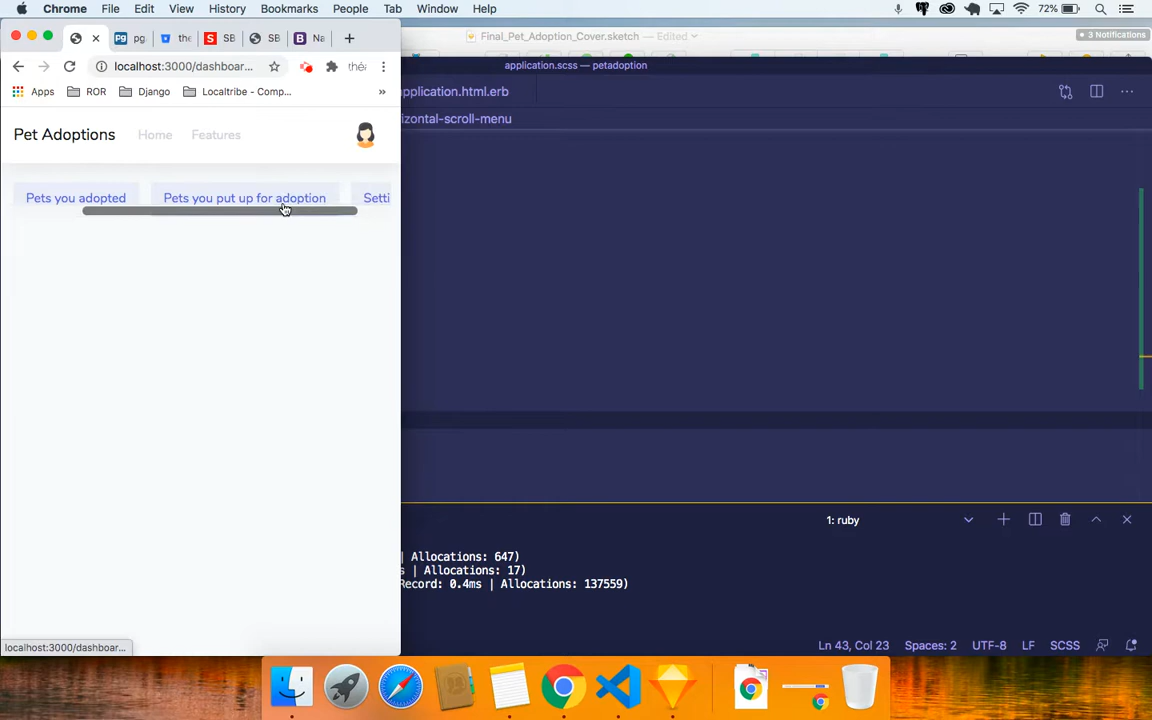 Chrome File Edit View History Bookmarks People Tab Window Help 72%
Final_Pet_Adoption_Cover.sketch — Edited
3 Notifications
pg. the SB SB Na
application.scss — petadoption
localhost:3000/dashboar... théa
application.html.erb
Apps ROR Django Localtribe - Comp... »
izontal-scroll-menu
Pet Adoptions Home Features
Pets you adopted Pets you put up for adoption Setti
1: ruby
| Allocations: 647)
s | Allocations: 17)
Record: 0.4ms | Allocations: 137559)
localhost:3000/dashboar...
Ln 43, Col 23 Spaces: 2 UTF-8 LF SCSS